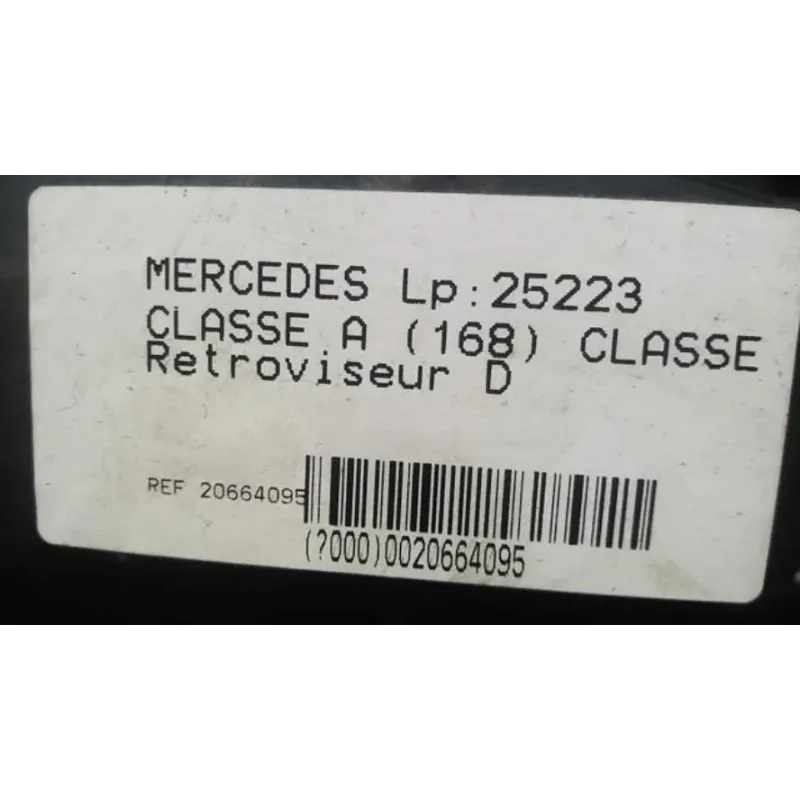 MERCEDES Lp:25223
CLASSE A (168) CLASSE
Retroviseur D
REF 20664095
(?000)0020664095